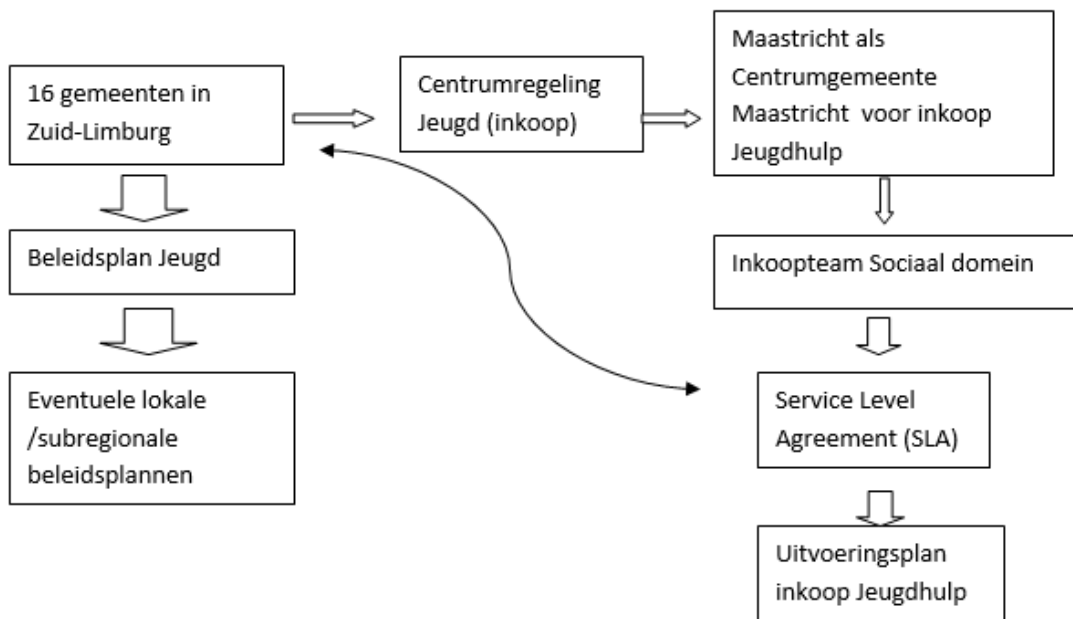 16 gemeenten in
Zuid-Limburg
Centrumregeling
Jeugd (inkoop)
Maastricht als
Centrumgemeente
Maastricht voor inkoop
Jeugdhulp
Beleidsplan Jeugd
Inkoopteam Sociaal domein
Eventuele lokale
/subregionale
beleidsplannen
Service Level
Agreement (SLA)
Uitvoeringsplan
inkoop Jeugdhulp